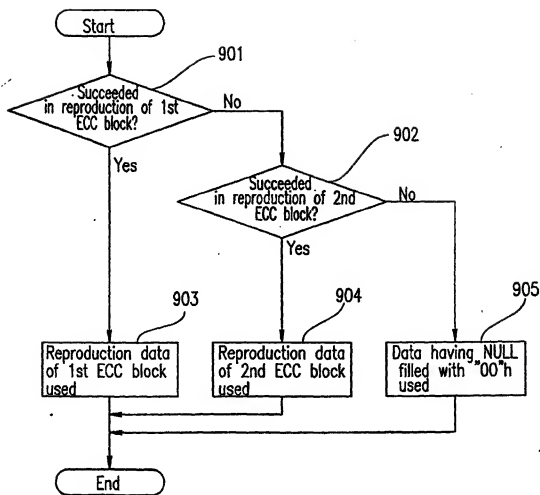 Start
901
Succeeded
in reproduction of 1st
ECC block?
No
Yes
902
Succeeded
in reproduction of 2nd
ECC block?
No
Yes
903
904
905
Reproduction data
of 1st ECC block
used
Reproduction data
of 2nd ECC block
used
Data having NULL
filled with "00"h
used
End